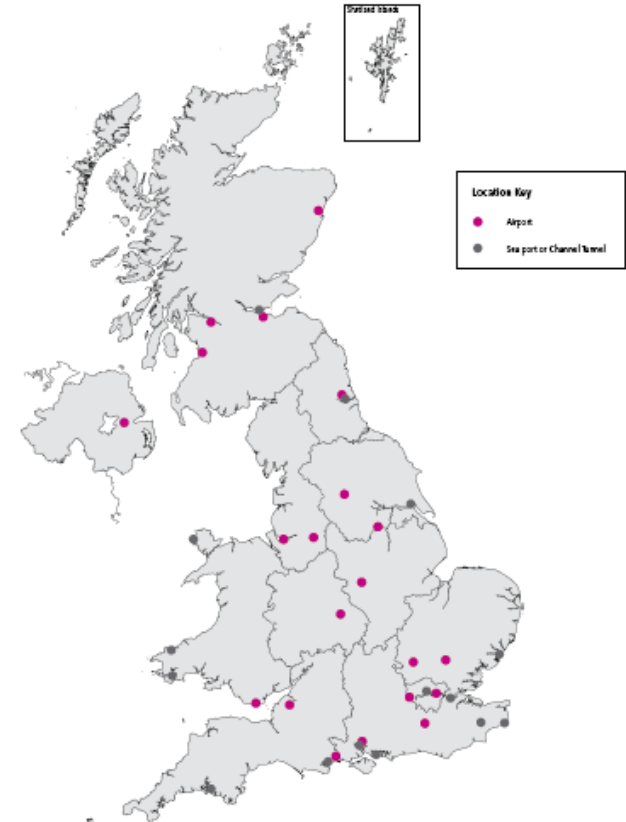 Shetland Islands
Location Key
Airport
Sea port or Channel Tunnel